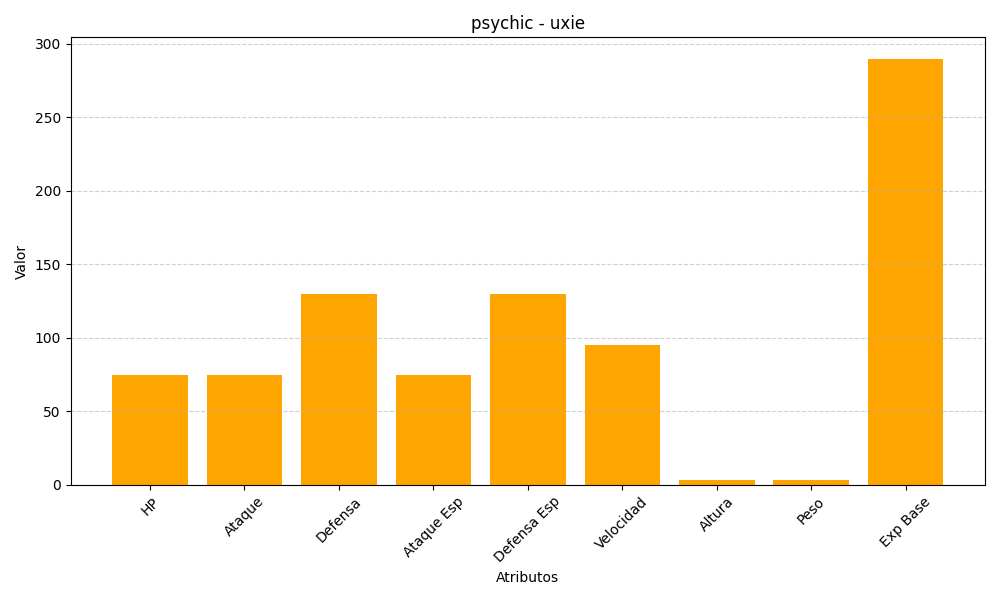 psychic - uxie
300
250
200
150
100
50
0
Valor
HP
Ataque
Defensa
Ataque Esp
Defensa Esp
Velocidad
Altura
Peso
Exp Base
Atributos